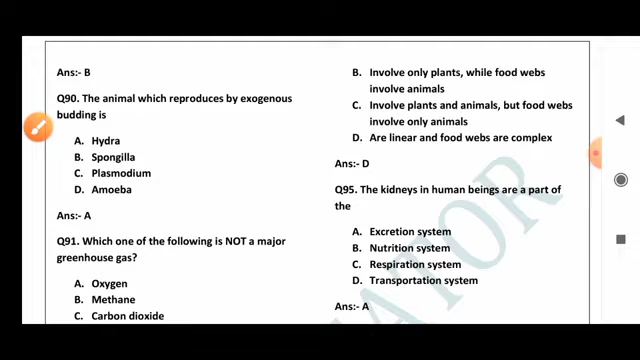 Ans:- B
Q90. The animal which reproduces by exogenous
budding is
A. Hydra
B. Spongilla
C. Plasmodium
D. Amoeba
Ans:- A
Q91. Which one of the following is NOT a major
greenhouse gas?
A. Oxygen
B. Methane
C. Carbon dioxide
B. Involve only plants, while food webs
involve animals
C. Involve plants and animals, but food webs
involve only animals
D. Are linear and food webs are complex
Ans:- D
Q95. The kidneys in human beings are a part of
the
A. Excretion system
B. Nutrition system
C. Respiration system
D. Transportation system
Ans:- A